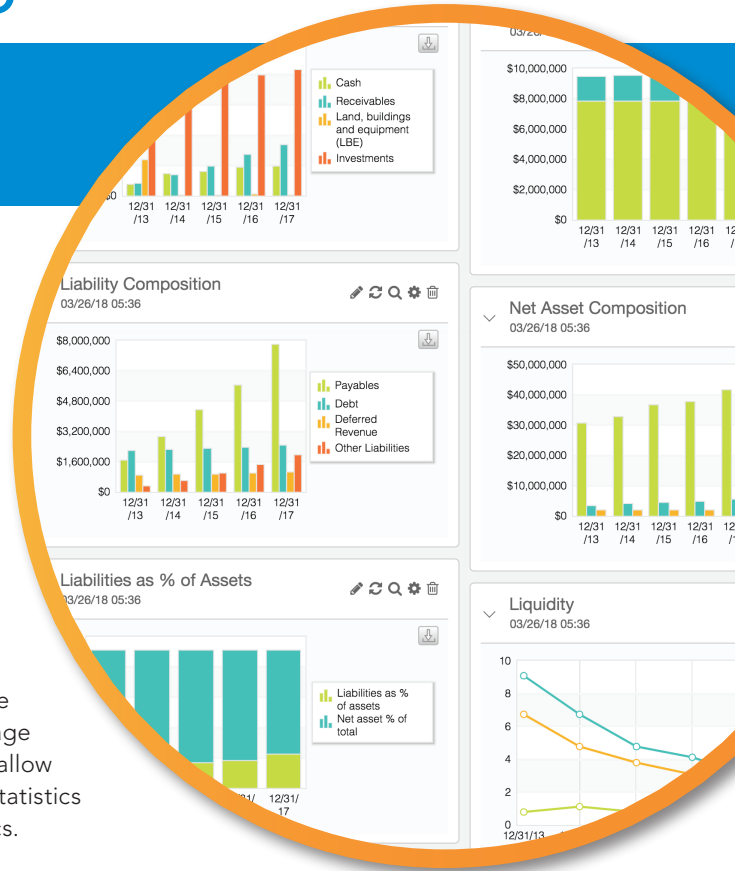 Cash
Receivables
Land, buildings
and equipment
(LBE)
Investments
$0
12/31 12/31 12/31 12/31 12/31
/13 /14 /15 /16 /17
$10,000,000
$8,000,000
$6,000,000
$4,000,000
$2,000,000
$0
12/31 12/31 12/31 12/31
/13 /14 /15 /16
Liability Composition
03/26/18 05:36
$8,000,000
$6,400,000
$4,800,000
$3,200,000
$1,600,000
$0
12/31 12/31 12/31 12/31 12/31
/13 /14 /15 /16 /17
Payables
Debt
Deferred
Revenue
Other Liabilities
Net Asset Composition
03/26/18 05:36
$50,000,000
$40,000,000
$30,000,000
$20,000,000
$10,000,000
$0
12/31 12/31 12/31 12/31
/13 /14 /15 /16
Liabilities as % of Assets
03/26/18 05:36
Liabilities as %
of assets
Net asset % of
total
12/31/
17
Liquidity
03/26/18 05:36
10
8
6
4
2
0
12/31/13
allow